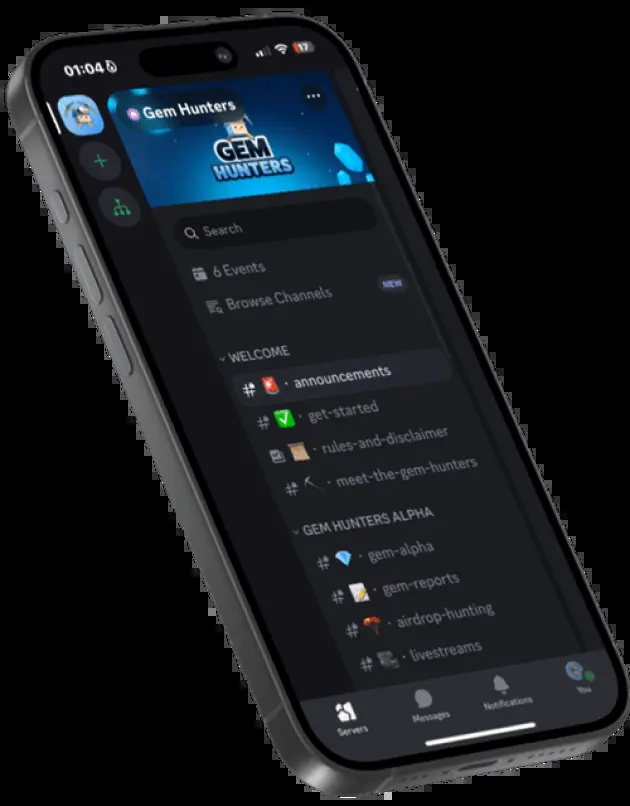 01:04
17
Gem Hunters
GEM
HUNTERS
Search
6 Events
Browse Channels
NEW
WELCOME
announcements
get-started
rules-and-disclaimer
meet-the-gem-hunters
GEM HUNTERS ALPHA
gem-alpha
gem-reports
airdrop-hunting
livestreams
Servers
Messages
Notifications
You